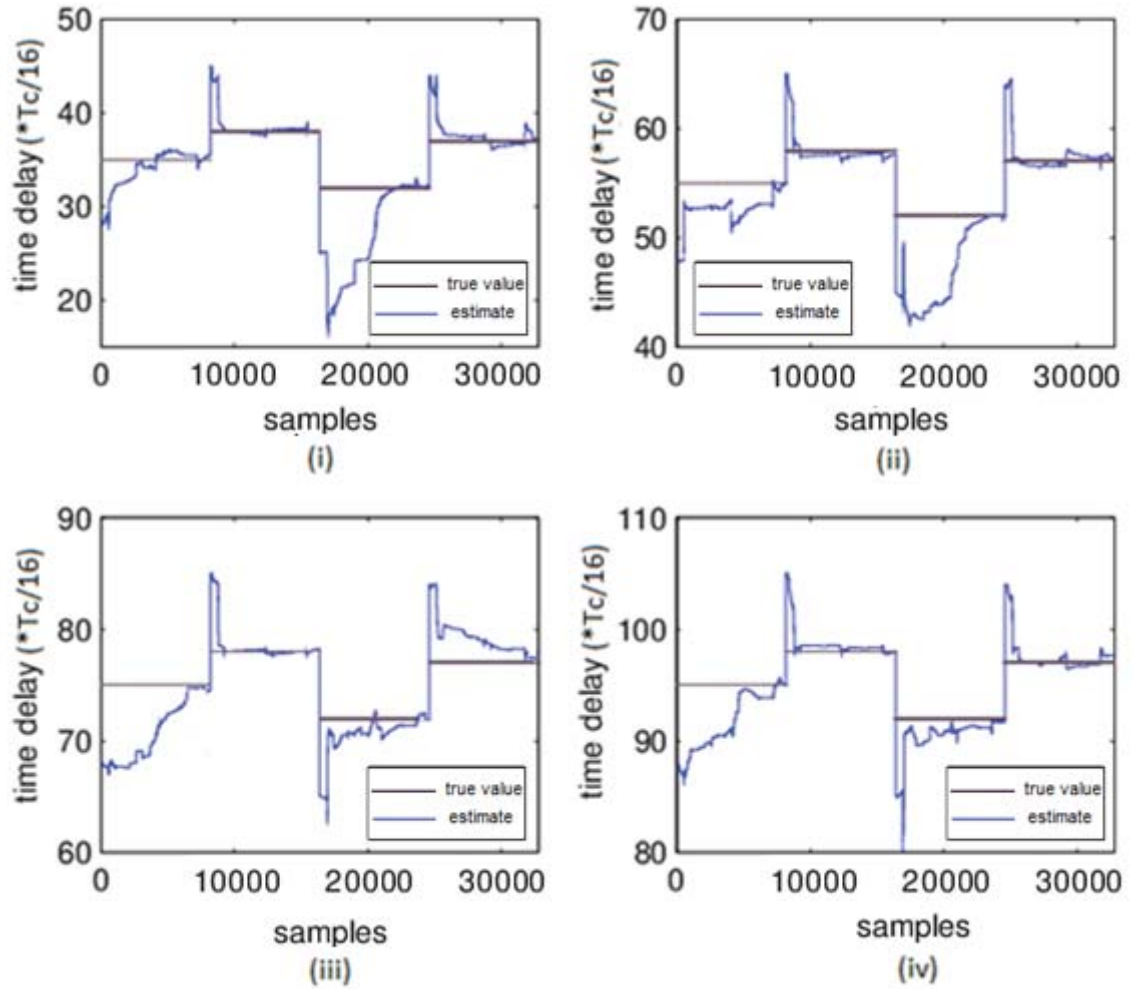 time delay (*Tc/16)
50
40
30
20
0
10000
20000
30000
true value
estimate
samples
(i)
time delay (*Tc/16)
70
60
50
40
0
10000
20000
30000
true value
estimate
samples
(ii)
time delay (*Tc/16)
90
80
70
60
0
10000
20000
30000
true value
estimate
samples
(iii)
time delay (*Tc/16)
110
100
90
80
0
10000
20000
30000
true value
estimate
samples
(iv)